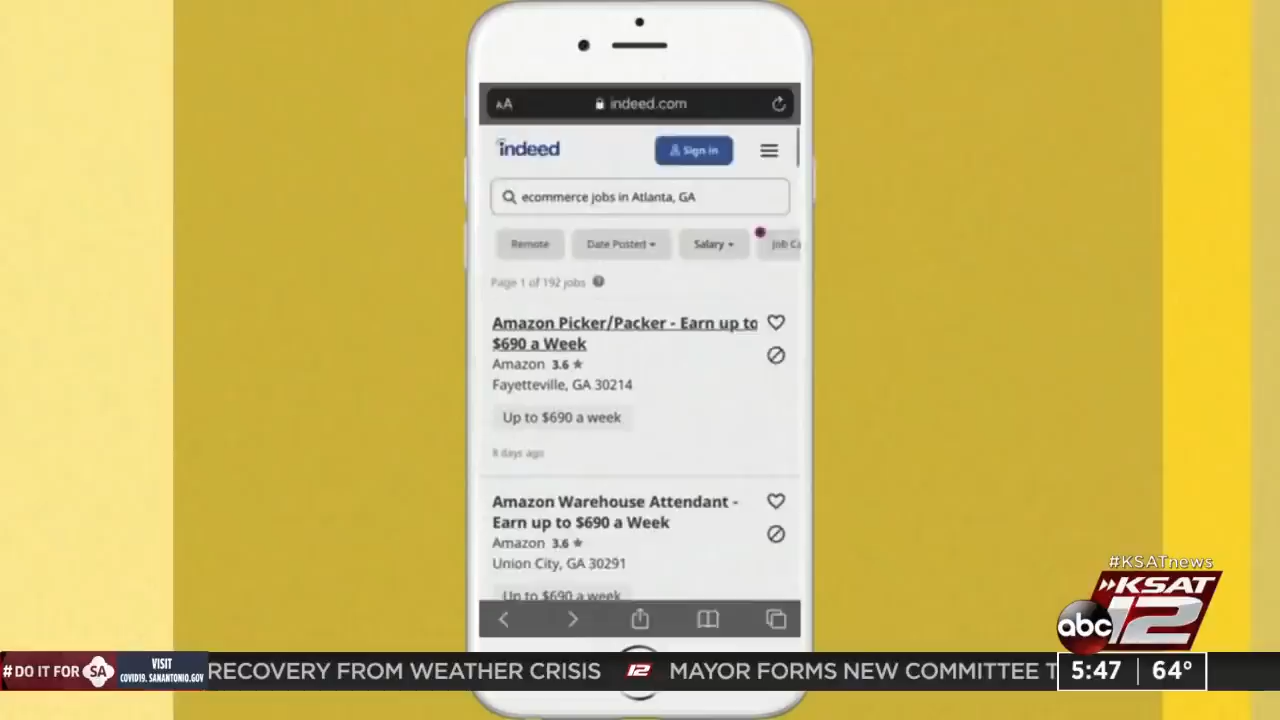 AA indeed.com
indeed
Sign in
ecommerce jobs in Atlanta, GA
Remote
Date Posted
Salary
Job Ca
Page 1 of 192 jobs ?
Amazon Picker/Packer - Earn up to
$690 a Week
Amazon 3.6 ★
Fayetteville, GA 30214
Up to $690 a week
8 days ago
Amazon Warehouse Attendant -
Earn up to $690 a Week
Amazon 3.6 ★
Union City, GA 30291
Up to $690 a week
#KSATnews
KSAT
abc 12
#DO IT FOR SA
VISIT
COVID19.SANANTONIO.GOV
RECOVERY FROM WEATHER CRISIS 12 MAYOR FORMS NEW COMMITTEE T
5:47 64°